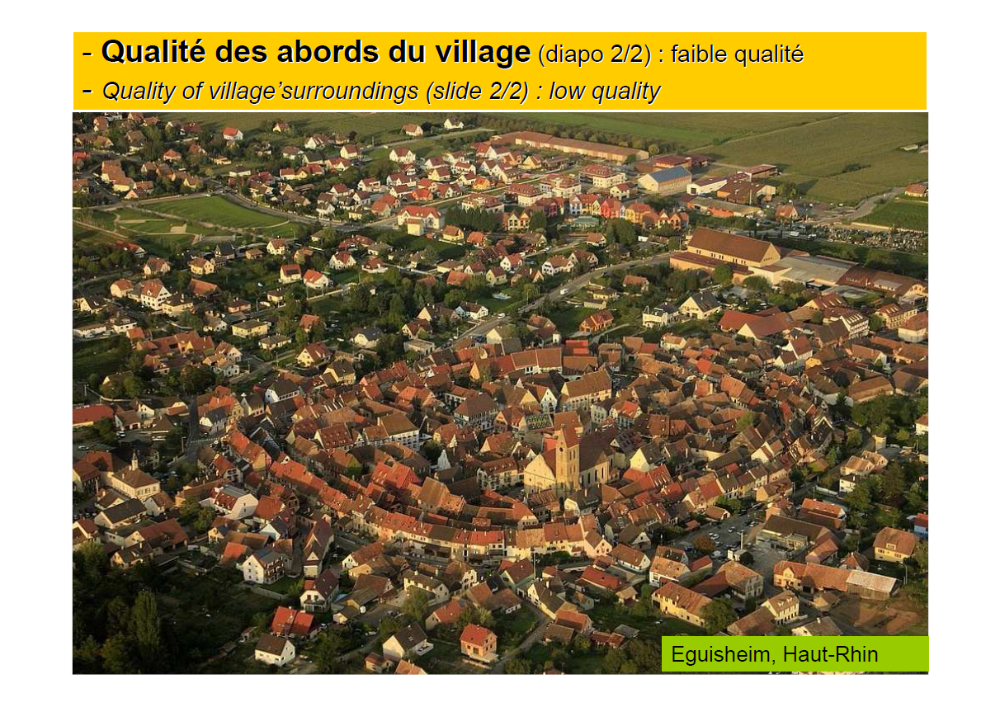 - Qualité des abords du village (diapo 2/2) : faible qualité
- Quality of village’surroundings (slide 2/2) : low quality
Eguisheim, Haut-Rhin